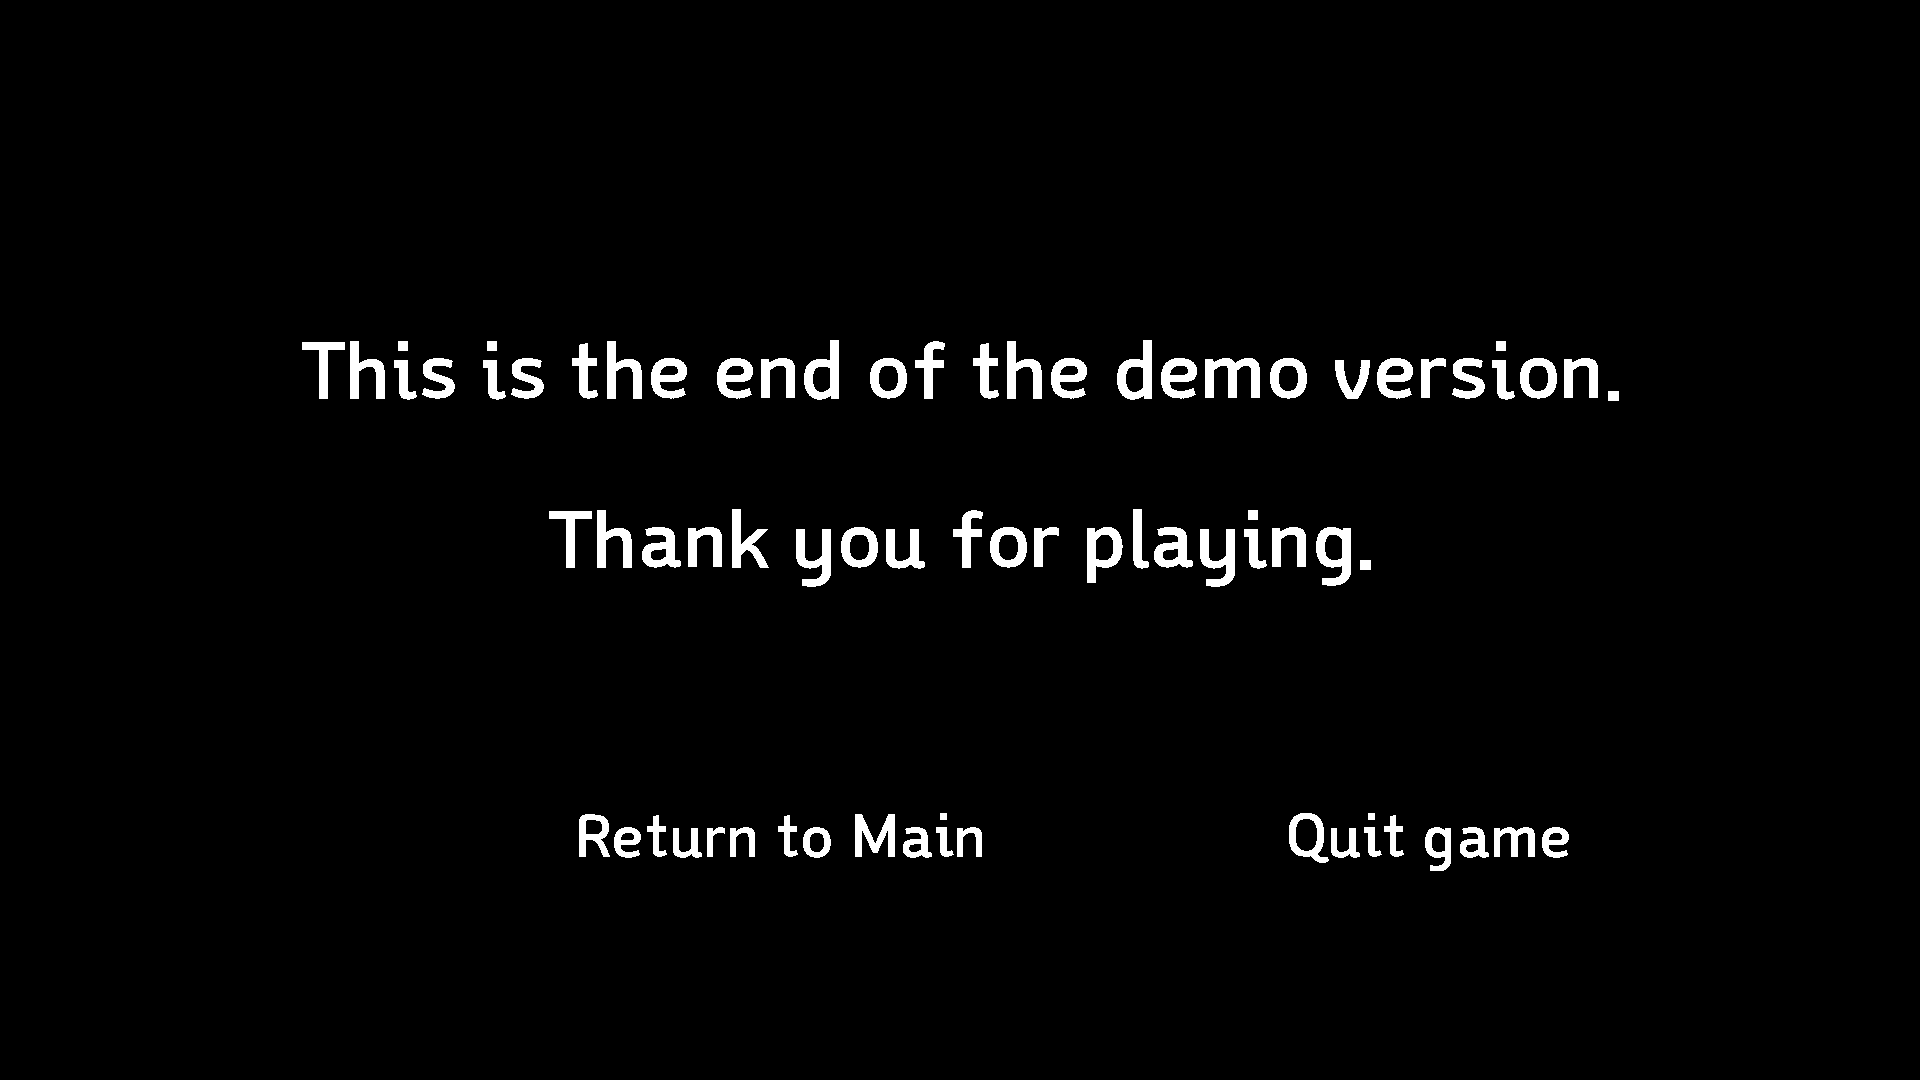 This is the end of the demo version.
Thank you for playing.
Return to Main
Quit game